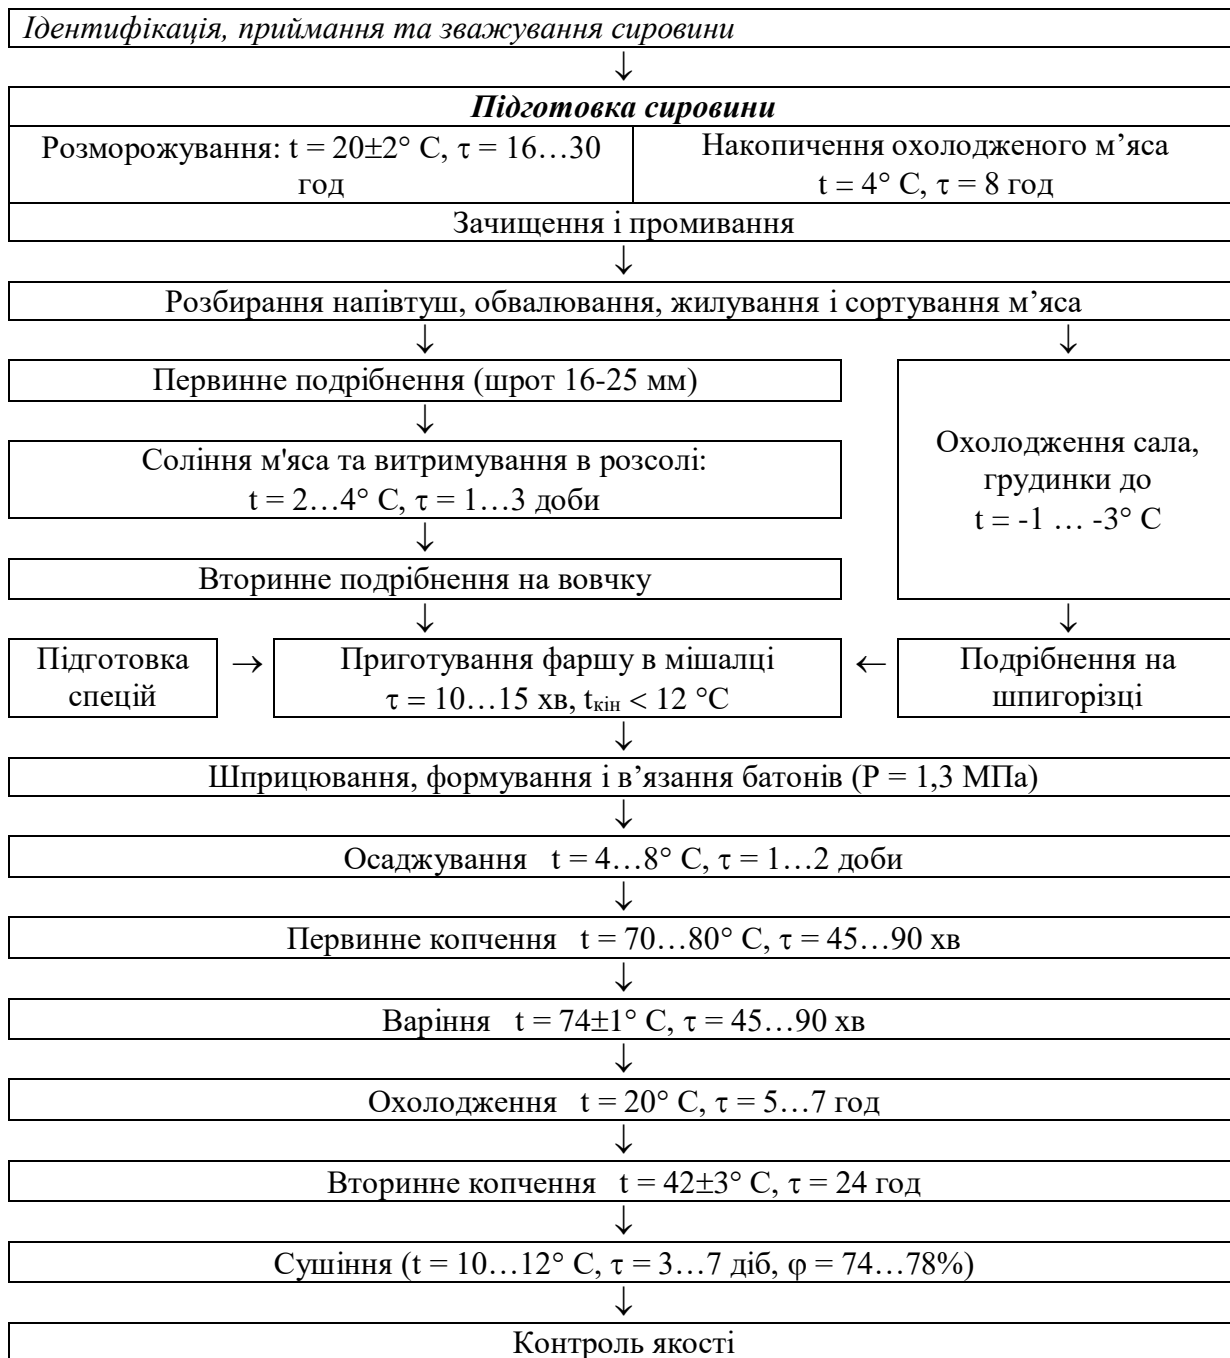 Ідентифікація, приймання та зважування сировини
↓
Підготовка сировини
Розморожування: t = 20±2° С, τ = 16…30
год
Накопичення охолодженого м’яса
t = 4° С, τ = 8 год
Зачищення і промивання
↓
Розбирання напівтуш, обвалювання, жилування і сортування м’яса
↓ ↓
Первинне подрібнення (шрот 16-25 мм)
↓
Соління м'яса та витримування в розсолі:
t = 2…4° С, τ = 1…3 доби
↓
Вторинне подрібнення на вовчку
Охолодження сала,
грудинки до
t = -1 … -3° С
↓ ↓
Підготовка
спецій
→
Приготування фаршу в мішалці
τ = 10…15 хв, tкін < 12 °С
←
Подрібнення на
шпигорізці
↓
Шприцювання, формування і в’язання батонів (Р = 1,3 МПа)
↓
Осаджування t = 4…8° С, τ = 1…2 доби
↓
Первинне копчення t = 70…80° С, τ = 45…90 хв
↓
Варіння t = 74±1° С, τ = 45…90 хв
↓
Охолодження t = 20° С, τ = 5…7 год
↓
Вторинне копчення t = 42±3° С, τ = 24 год
↓
Сушіння (t = 10…12° С, τ = 3…7 діб, φ = 74…78%)
↓
Контроль якості